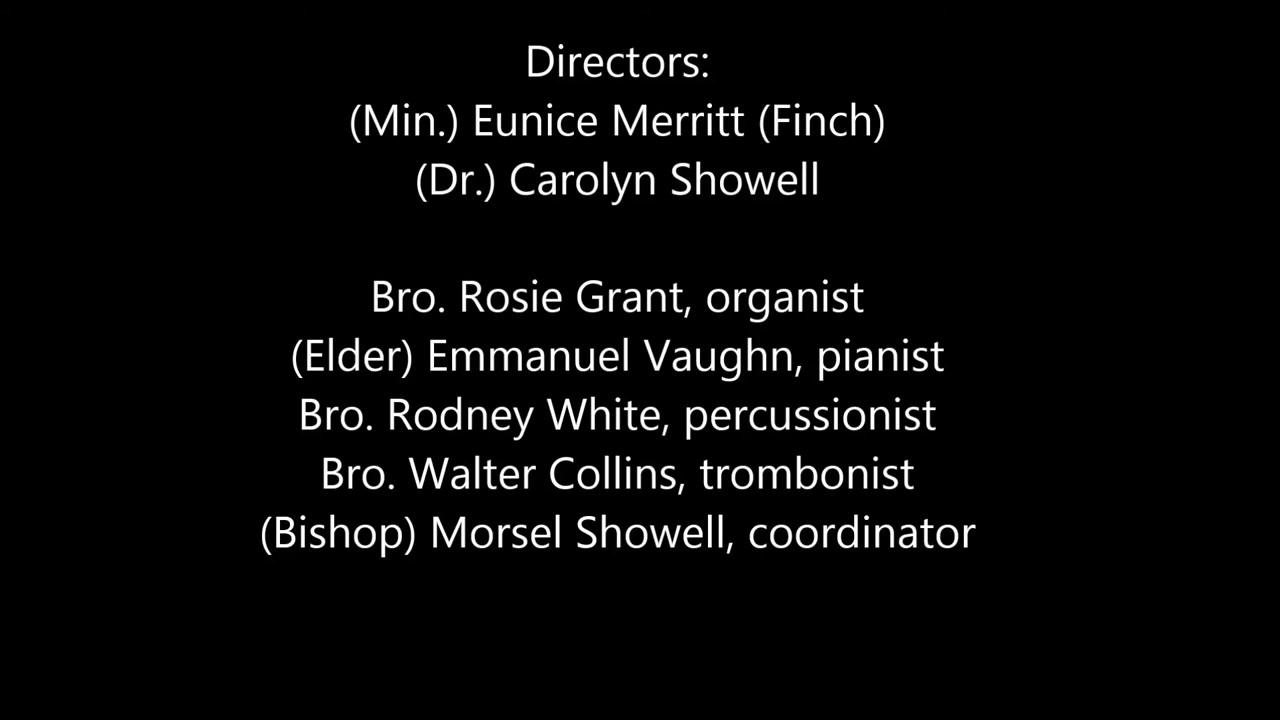 Directors:
(Min.) Eunice Merritt (Finch)
(Dr.) Carolyn Showell
Bro. Rosie Grant, organist
(Elder) Emmanuel Vaughn, pianist
Bro. Rodney White, percussionist
Bro. Walter Collins, trombonist
(Bishop) Morsel Showell, coordinator